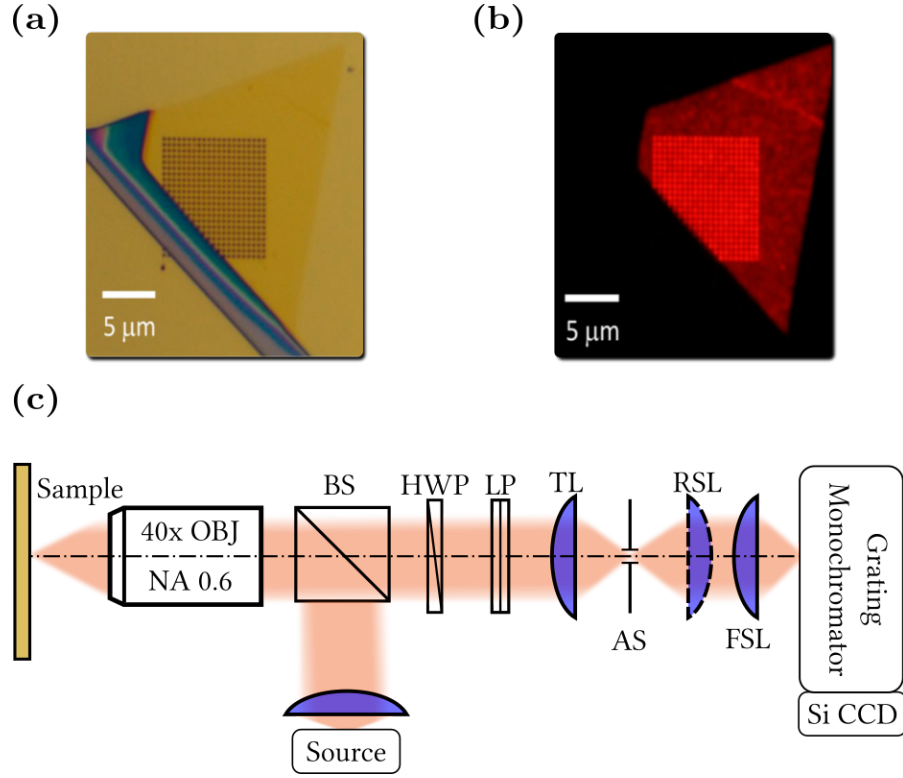 (a)
(b)
5 μm
5 μm
(c)
Sample
40x OBJ
NA 0.6
BS
HWP
LP
TL
AS
RSL
FSL
Grating
Monochromator
Si CCD
Source